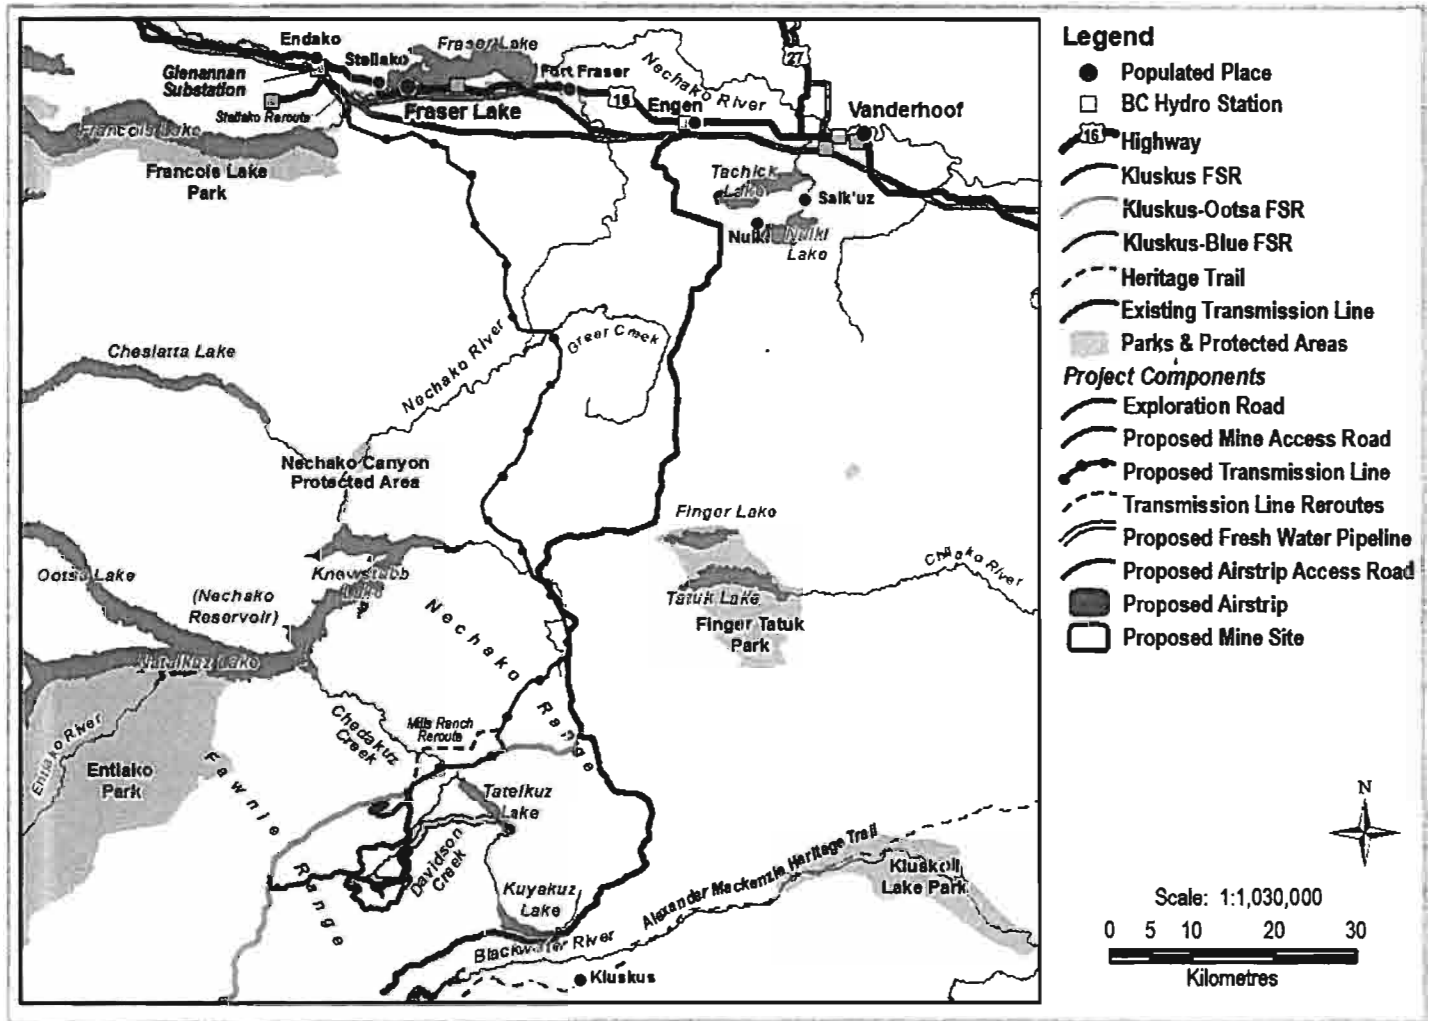 Endako
Fraser Lake
Stellako
Glenannan
Substation
Fort Fraser
Nechako River
27
16
Engen
Vanderhoof
Stellako Reroute
Fraser Lake
Francois Lake
Francois Lake
Park
Tachick
Lake
Saik'uz
Nulki
Nulki
Lake
Cheslatta Lake
Nechako River
Greer Creek
Nechako Canyon
Protected Area
Finger Lake
Ootsa Lake
Knewstubb
Lake
(Nechako
Reservoir)
Chilako River
Tatuk Lake
Finger Tatuk
Park
Natalkuz Lake
Nechako Range
Entiako River
Chedakuz
Creek
Mills Ranch
Reroute
Entiako
Park
Fawnie Range
Tatelkuz
Lake
Davidson
Creek
Kuyakuz
Lake
Alexander Mackenzie Heritage Trail
Kluskoil
Lake Park
Blackwater River
Kluskus
Legend
Populated Place
BC Hydro Station
16
Highway
Kluskus FSR
Kluskus-Ootsa FSR
Kluskus-Blue FSR
Heritage Trail
Existing Transmission Line
Parks & Protected Areas
Project Components
Exploration Road
Proposed Mine Access Road
Proposed Transmission Line
Transmission Line Reroutes
Proposed Fresh Water Pipeline
Proposed Airstrip Access Road
Proposed Airstrip
Proposed Mine Site
N
Scale: 1:1,030,000
0 5 10 20 30
Kilometres